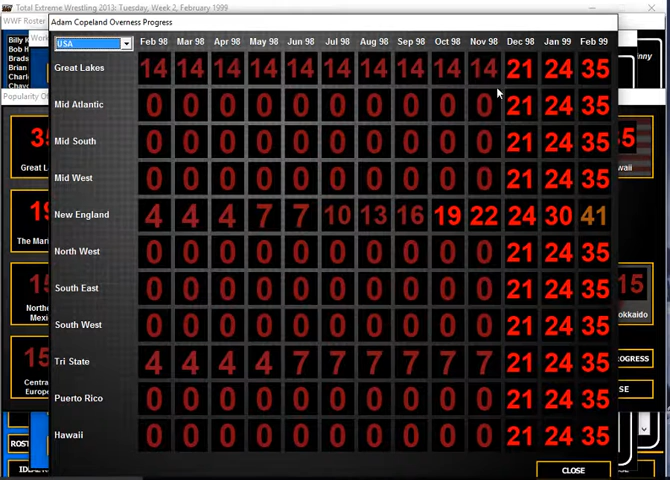 Total Extreme Wrestling 2013: Tuesday, Week 2, February 1999
WWF Roster
Adam Copeland Overness Progress
USA Feb 98 Mar 98 Apr 98 May 98 Jun 98 Jul 98 Aug 98 Sep 98 Oct 98 Nov 98 Dec 98 Jan 99 Feb 99
Great Lakes 14 14 14 14 14 14 14 14 14 14 21 24 35
Mid Atlantic 0 0 0 0 0 0 0 0 0 0 21 24 35
Mid South 0 0 0 0 0 0 0 0 0 0 21 24 35
Mid West 0 0 0 0 0 0 0 0 0 0 21 24 35
New England 4 4 4 7 7 10 13 16 19 22 24 30 41
North West 0 0 0 0 0 0 0 0 0 0 21 24 35
South East 0 0 0 0 0 0 0 0 0 0 21 24 35
South West 0 0 0 0 0 0 0 0 0 0 21 24 35
Tri State 4 4 4 4 7 7 7 7 7 7 21 24 35
Puerto Rico 0 0 0 0 0 0 0 0 0 0 21 24 35
Hawaii 0 0 0 0 0 0 0 0 0 0 21 24 35
CLOSE